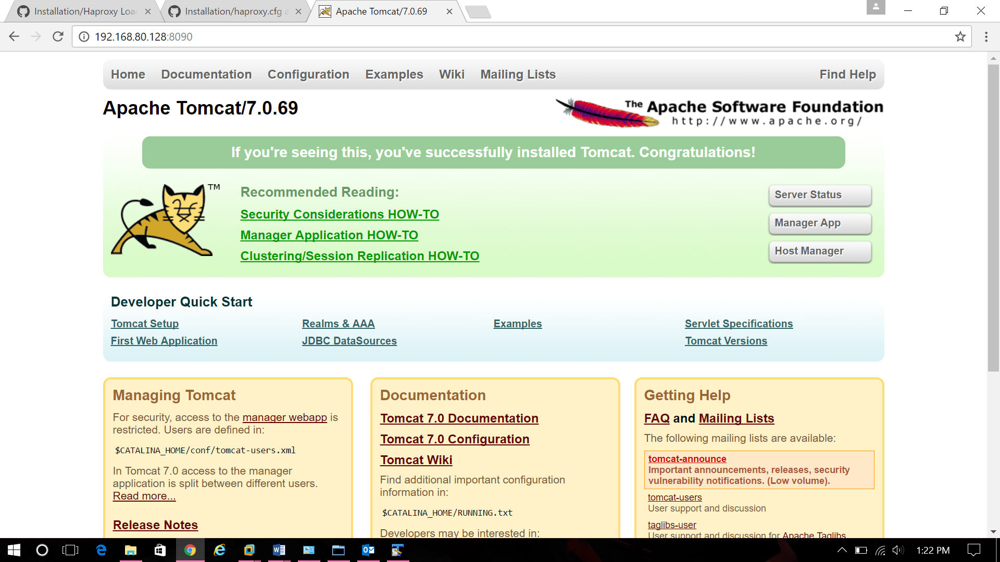 Installation/Haproxy Loa
Installation/haproxy.cfg a
Apache Tomcat/7.0.69
192.168.80.128:8090
Home Documentation Configuration Examples Wiki Mailing Lists Find Help
Apache Tomcat/7.0.69
The Apache Software Foundation
http://www.apache.org/
If you're seeing this, you've successfully installed Tomcat. Congratulations!
TM
Recommended Reading:
Security Considerations HOW-TO
Manager Application HOW-TO
Clustering/Session Replication HOW-TO
Server Status
Manager App
Host Manager
Developer Quick Start
Tomcat Setup
First Web Application
Realms & AAA
JDBC DataSources
Examples
Servlet Specifications
Tomcat Versions
Managing Tomcat
For security, access to the manager webapp is
restricted. Users are defined in:
$CATALINA_HOME/conf/tomcat-users.xml
In Tomcat 7.0 access to the manager
application is split between different users.
Read more...
Release Notes
Documentation
Tomcat 7.0 Documentation
Tomcat 7.0 Configuration
Tomcat Wiki
Find additional important configuration
information in:
$CATALINA_HOME/RUNNING.txt
Developers may be interested in:
Getting Help
FAQ and Mailing Lists
The following mailing lists are available:
tomcat-announce
Important announcements, releases, security
vulnerability notifications. (Low volume).
tomcat-users
User support and discussion
taglibs-user
User support and discussion for Apache Taglibs
1:22 PM